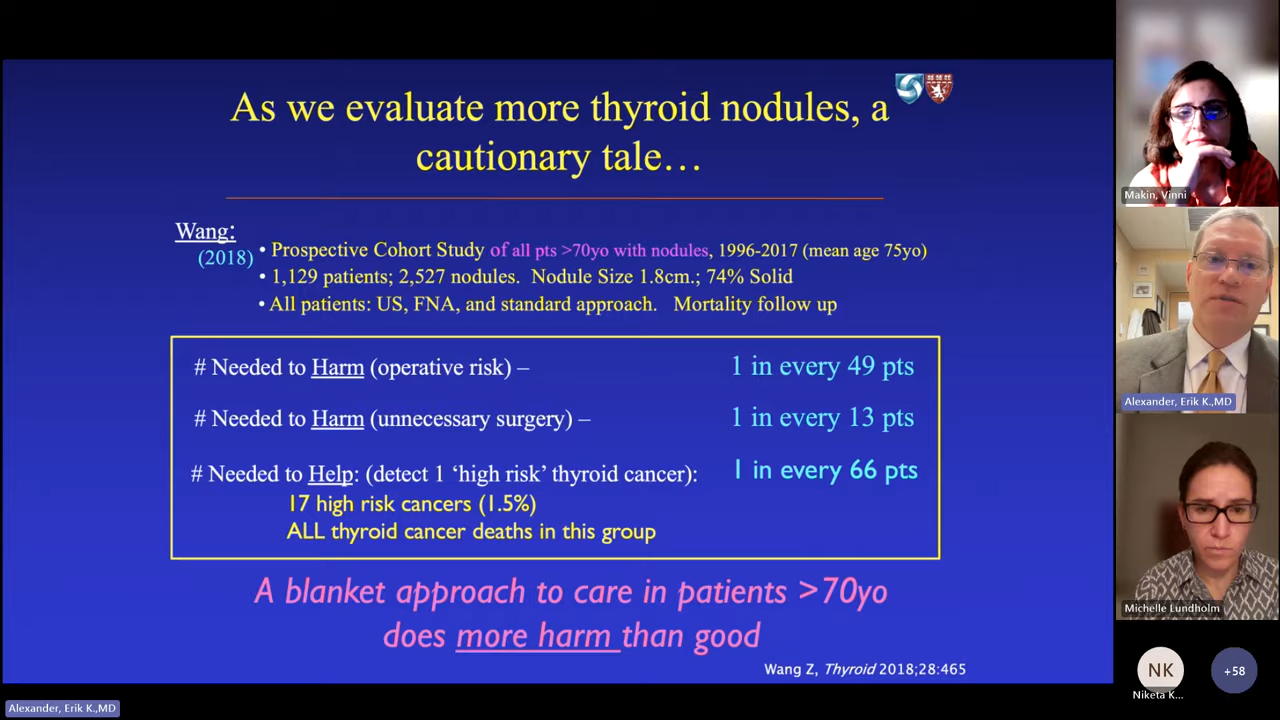 As we evaluate more thyroid nodules, a
cautionary tale…
Wang:
(2018)
• Prospective Cohort Study of all pts >70yo with nodules, 1996-2017 (mean age 75yo)
• 1,129 patients; 2,527 nodules. Nodule Size 1.8cm.; 74% Solid
• All patients: US, FNA, and standard approach. Mortality follow up
# Needed to Harm (operative risk) – 1 in every 49 pts
# Needed to Harm (unnecessary surgery) – 1 in every 13 pts
# Needed to Help: (detect 1 ‘high risk’ thyroid cancer): 1 in every 66 pts
17 high risk cancers (1.5%)
ALL thyroid cancer deaths in this group
A blanket approach to care in patients >70yo
does more harm than good
Wang Z, Thyroid 2018;28:465
Alexander, Erik K.,MD
Makin, Vinni
Alexander, Erik K.,MD
Michelle Lundholm
NK
Niketa K...
+58